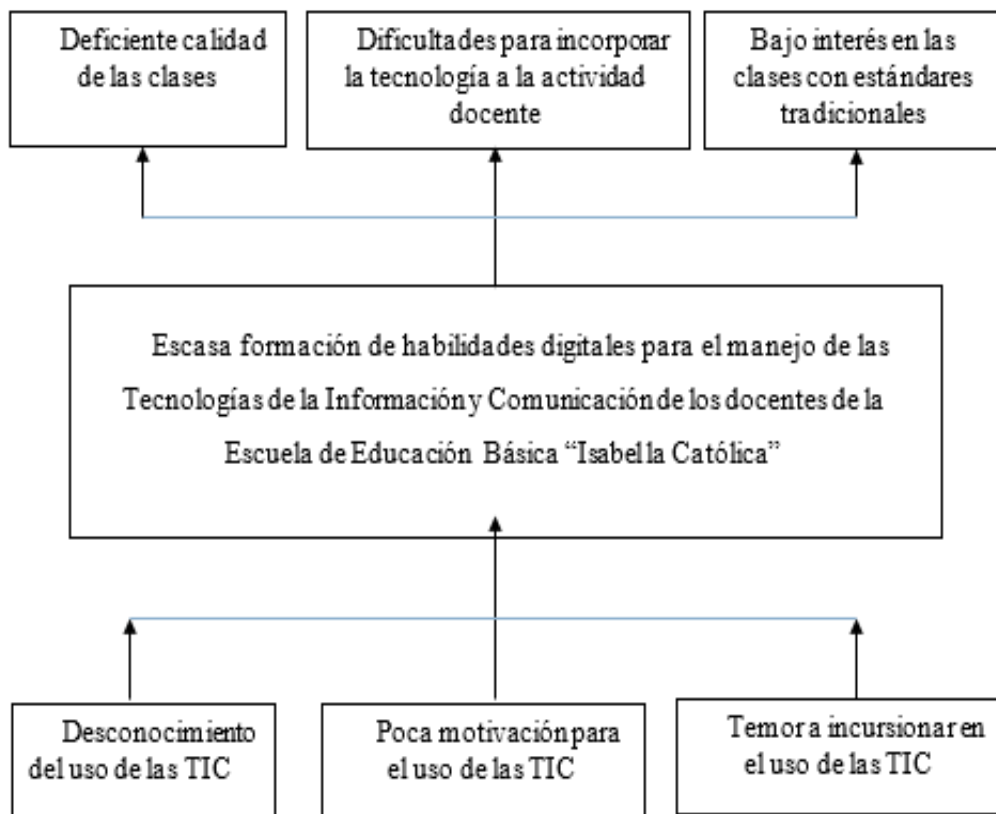 Deficiente calidad
de las clases
Dificultades para incorporar
la tecnología a la actividad
docente
Bajo interés en las
clases con estándares
tradicionales
Escasa formación de habilidades digitales para el manejo de las
Tecnologías de la Información y Comunicación de los docentes de la
Escuela de Educación Básica “Isabella Católica”
Desconocimiento
del uso de las TIC
Poca motivación para
el uso de las TIC
Temor a incursionar en
el uso de las TIC